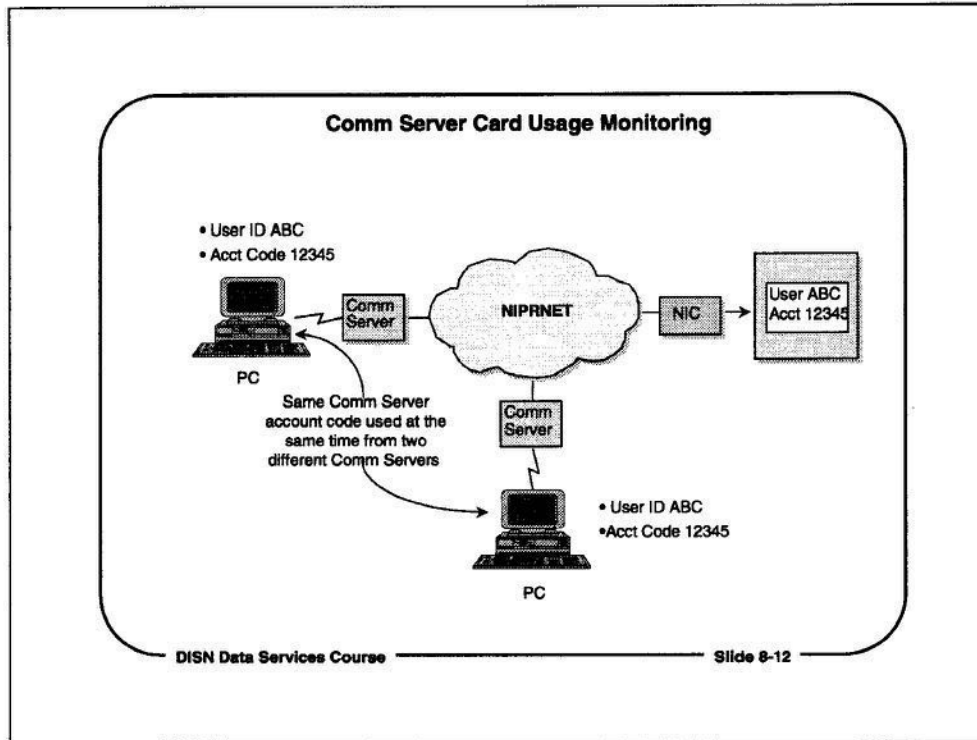 Comm Server Card Usage Monitoring
• User ID ABC
• Acct Code 12345
Comm
Server
PC
NIPRNET
NIC
User ABC
Acct 12345
Same Comm Server
account code used at the
same time from two
different Comm Servers
Comm
Server
• User ID ABC
•Acct Code 12345
PC
DISN Data Services Course
Slide 8-12